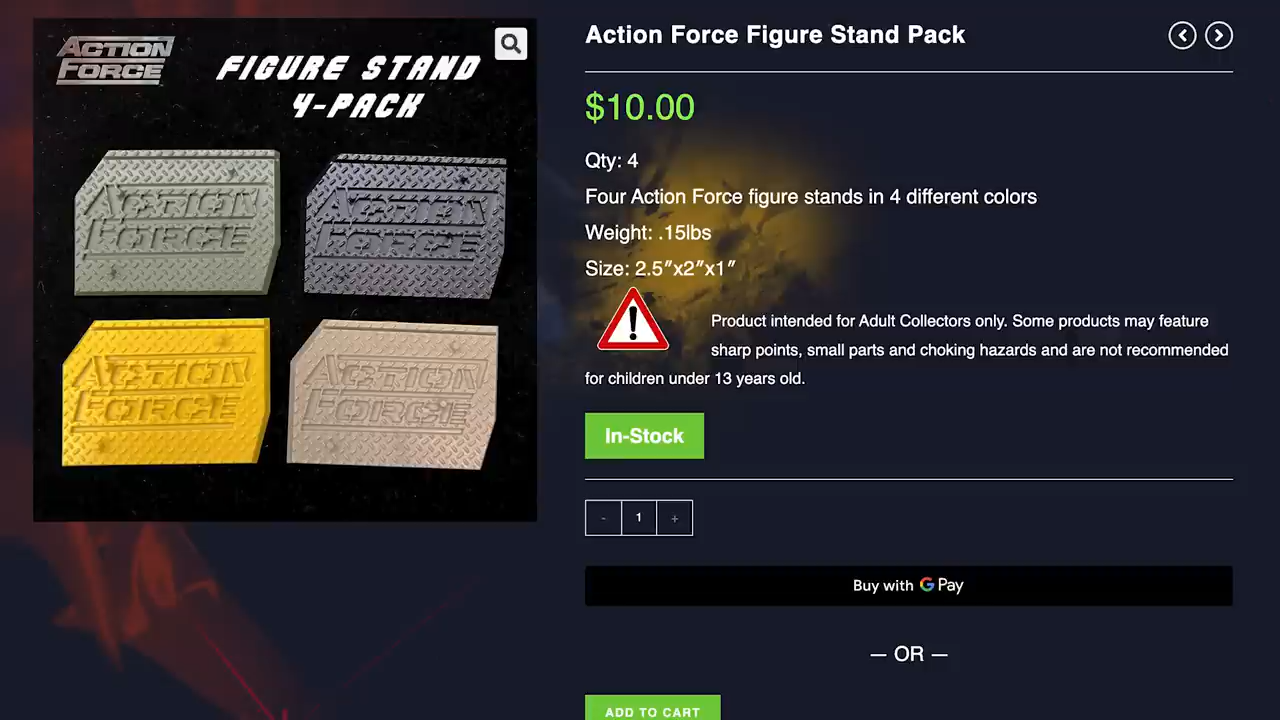 ACTION
FORCE
FIGURE STAND
4-PACK
ACTION
FORCE
ACTION
FORCE
ACTION
FORCE
ACTION
FORCE
Action Force Figure Stand Pack
$10.00
Qty: 4
Four Action Force figure stands in 4 different colors
Weight: .15lbs
Size: 2.5″x2″x1″
Product intended for Adult Collectors only. Some products may feature
sharp points, small parts and choking hazards and are not recommended
for children under 13 years old.
In-Stock
- 1 +
Buy with G Pay
— OR —
ADD TO CART